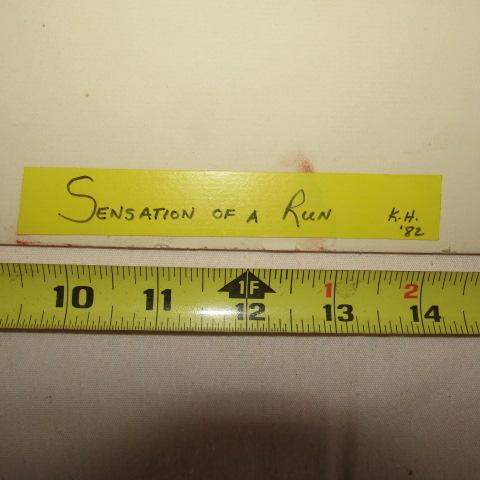 SENSATION OF A RUN K.H.
'82
1F 1 2
10 11 12 13 14